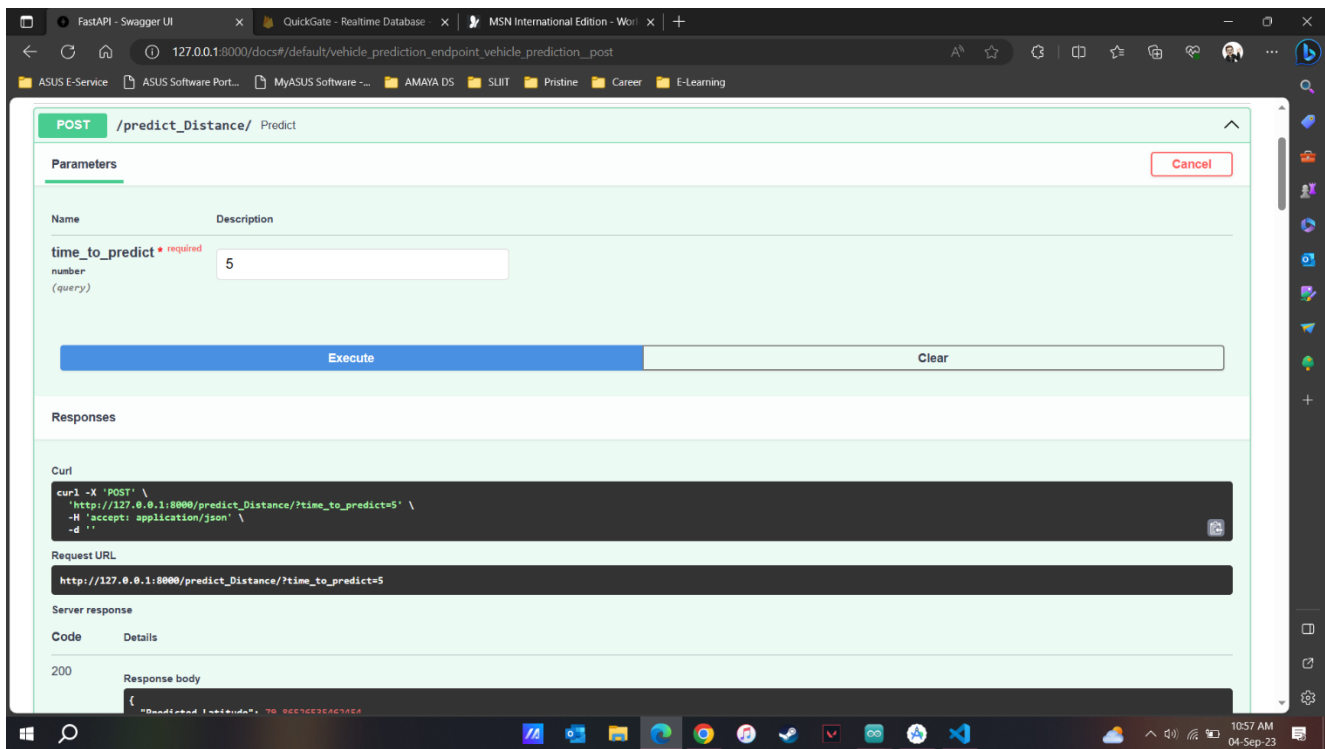 FastAPI - Swagger UI
QuickGate - Realtime Database -
MSN International Edition - Worl
127.0.0.1:8000/docs#/default/vehicle_prediction_endpoint_vehicle_prediction__post
ASUS E-Service
ASUS Software Port...
MyASUS Software -...
AMAYA DS
SLIIT
Pristine
Career
E-Learning
POST /predict_Distance/ Predict
Parameters
Cancel
Name Description
time_to_predict * required
number
(query)
5
Execute
Clear
Responses
Curl
curl -X 'POST' \
'http://127.0.0.1:8000/predict_Distance/?time_to_predict=5' \
-H 'accept: application/json' \
-d ''
Request URL
http://127.0.0.1:8000/predict_Distance/?time_to_predict=5
Server response
Code Details
200
Response body
{
"Predicted Latitude":
10:57 AM
04-Sep-23